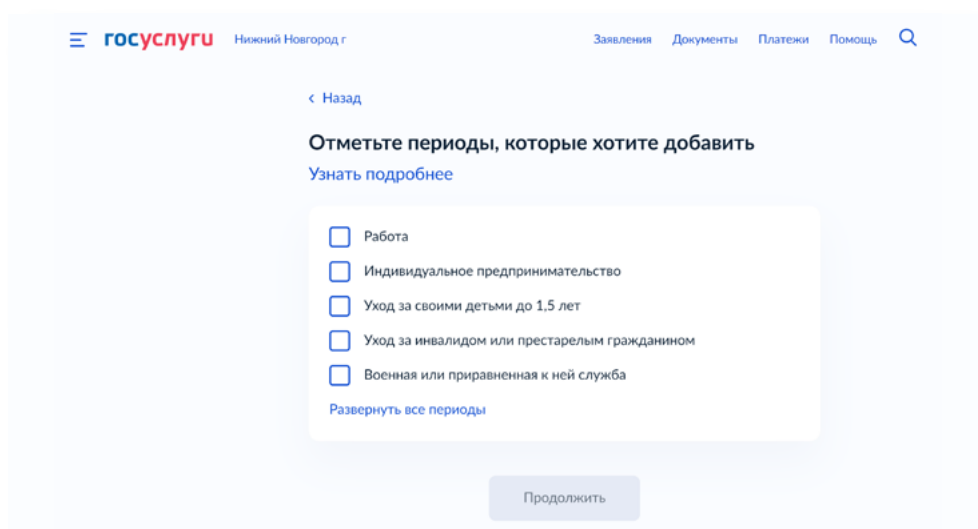 госуслуги Нижний Новгород г Заявления Документы Платежи Помощь
Назад
Отметьте периоды, которые хотите добавить
Узнать подробнее
Работа
Индивидуальное предпринимательство
Уход за своими детьми до 1,5 лет
Уход за инвалидом или престарелым гражданином
Военная или приравненная к ней служба
Развернуть все периоды
Продолжить